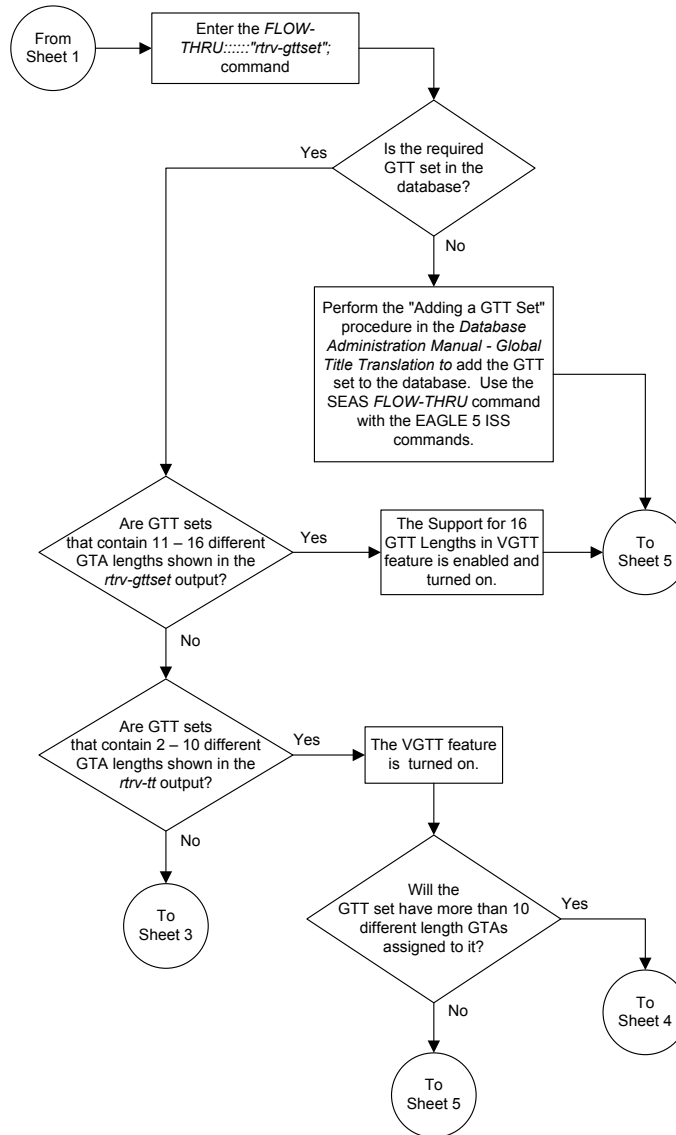 From
Sheet 1
Enter the FLOW-
THRU::::::"rtrv-gttset";
command
Is the required
GTT set in the
database?
Yes
No
Perform the "Adding a GTT Set"
procedure in the Database
Administration Manual - Global
Title Translation to add the GTT
set to the database.  Use the
SEAS FLOW-THRU command
with the EAGLE 5 ISS
commands.
Are GTT sets
that contain 11 – 16 different
GTA lengths shown in the
rtrv-gttset output?
Yes
The Support for 16
GTT Lengths in VGTT
feature is enabled and
turned on.
To
Sheet 5
No
Are GTT sets
that contain 2 – 10 different
GTA lengths shown in the
rtrv-tt output?
Yes
The VGTT feature
is  turned on.
No
To
Sheet 3
Will the
GTT set have more than 10
different length GTAs
assigned to it?
Yes
To
Sheet 4
No
To
Sheet 5